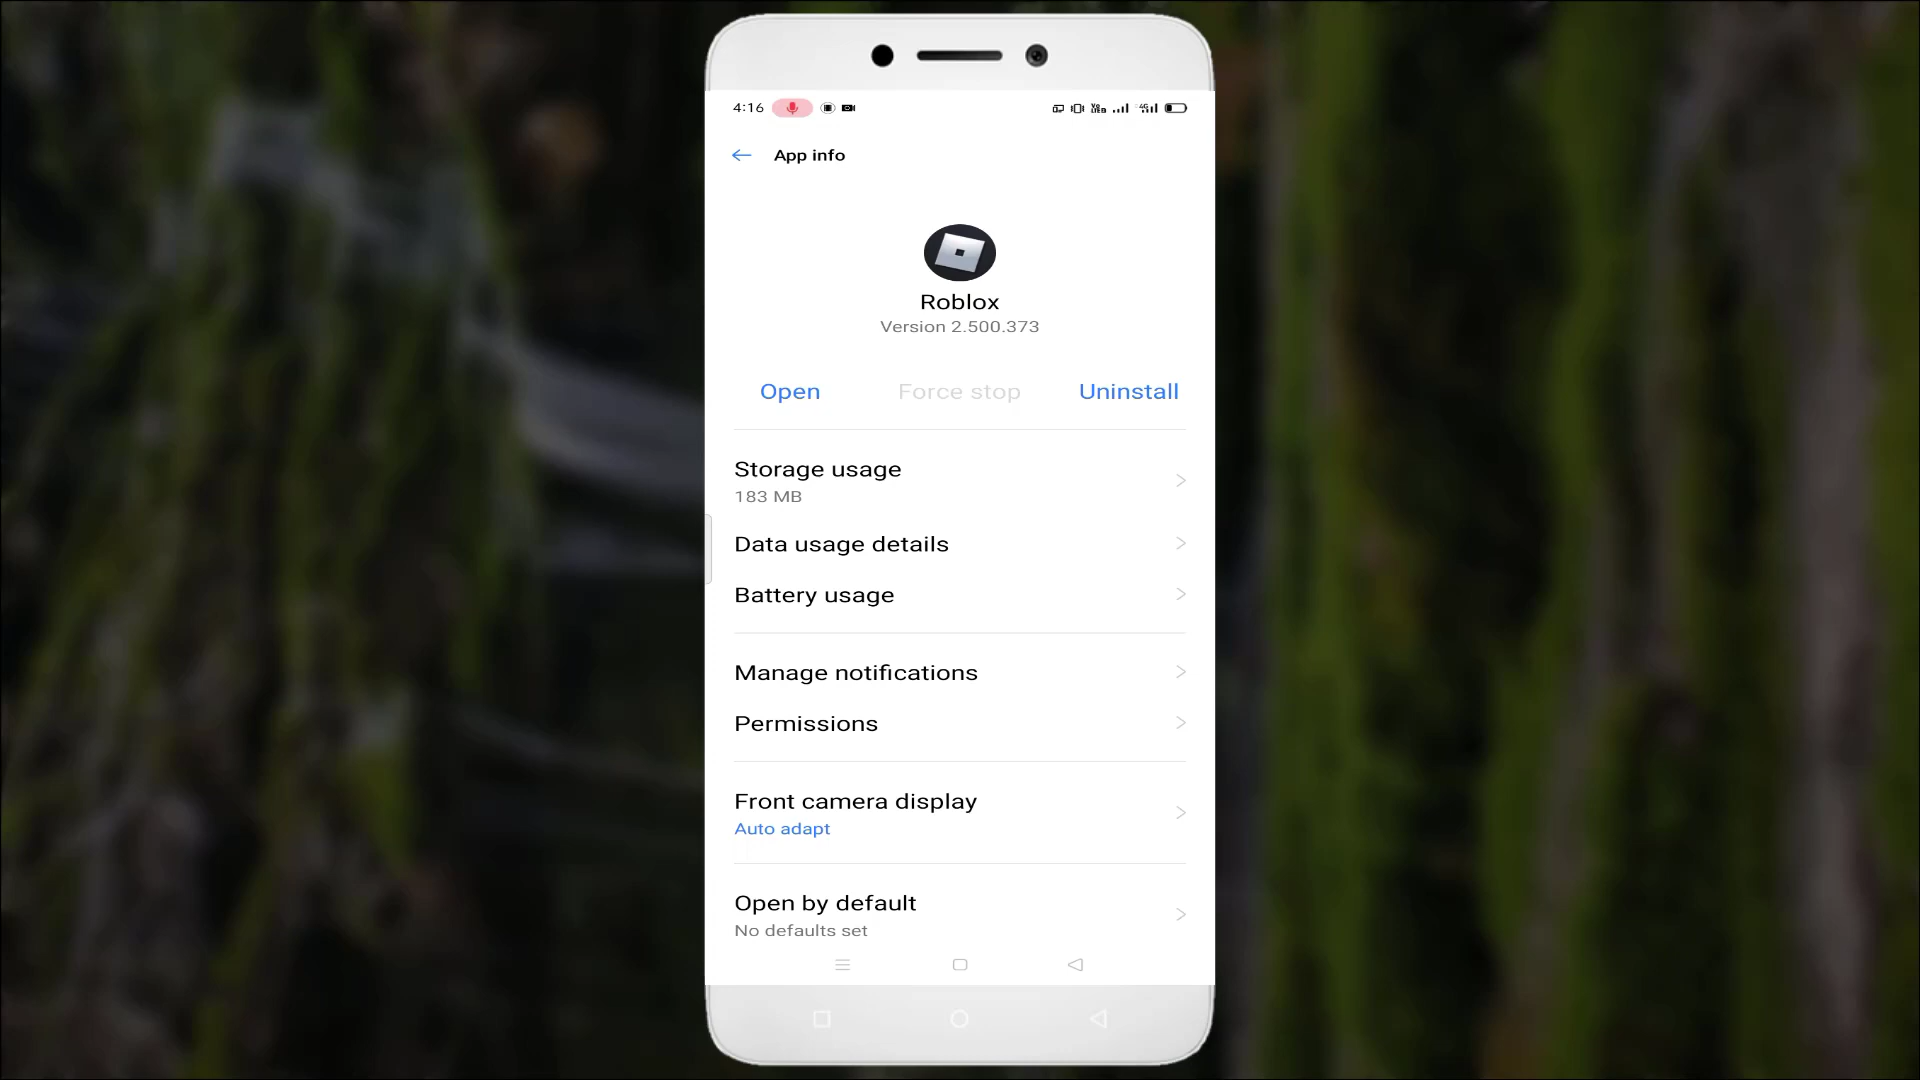 4:16
App info
Roblox
Version 2.500.373
Open Force stop Uninstall
Storage usage
183 MB
Data usage details
Battery usage
Manage notifications
Permissions
Front camera display
Auto adapt
Open by default
No defaults set